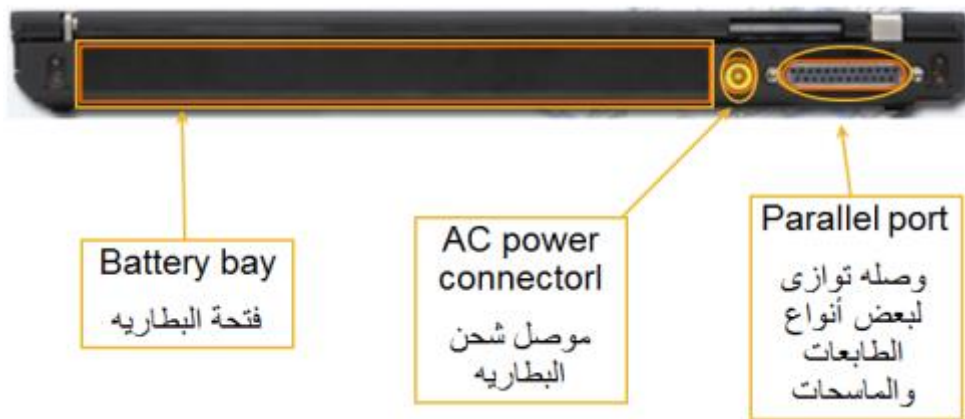 Battery bay
فتحة البطاريه
AC power
connectorl
موصل شحن
البطاريه
Parallel port
وصله توازى
لبعض أنواع
الطابعات
والماسحات